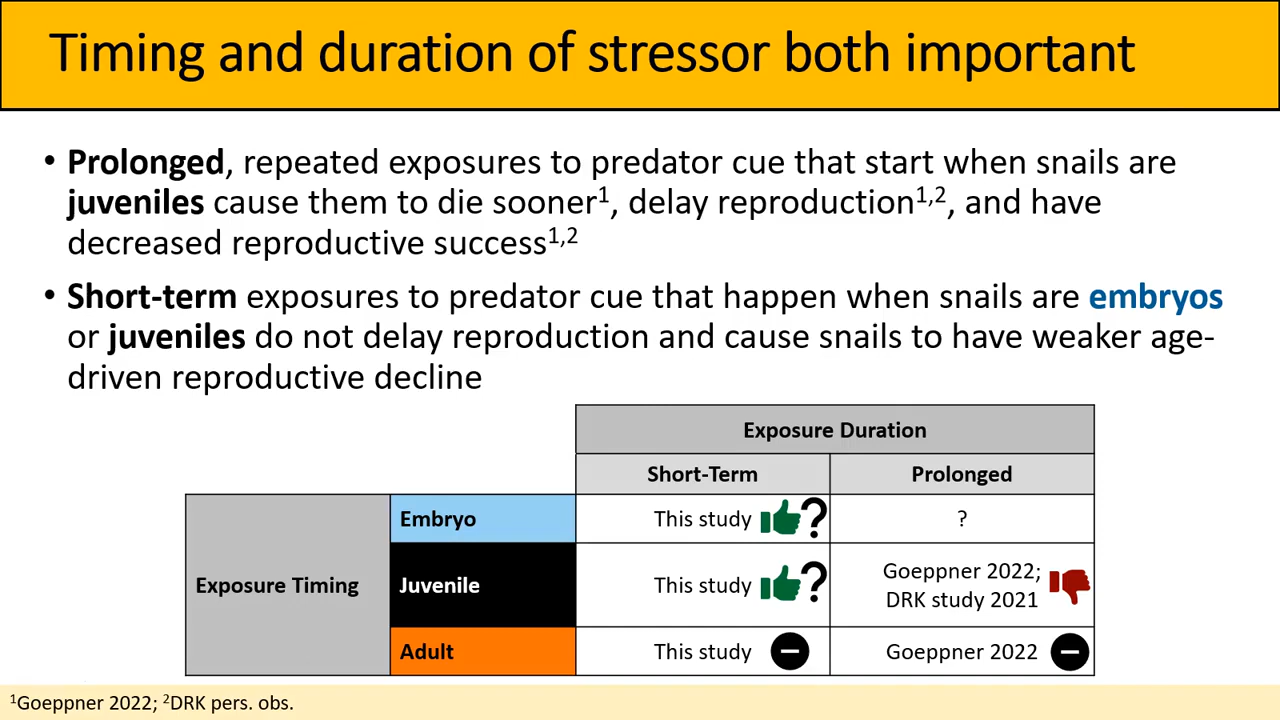 Timing and duration of stressor both important
• Prolonged, repeated exposures to predator cue that start when snails are
juveniles cause them to die sooner¹, delay reproduction¹,², and have
decreased reproductive success¹,²
• Short-term exposures to predator cue that happen when snails are embryos
or juveniles do not delay reproduction and cause snails to have weaker age-
driven reproductive decline
Exposure Duration
Short-Term Prolonged
Embryo This study ? ?
Exposure Timing Juvenile This study ? Goeppner 2022;
DRK study 2021
Adult This study Goeppner 2022
¹Goeppner 2022; ²DRK pers. obs.